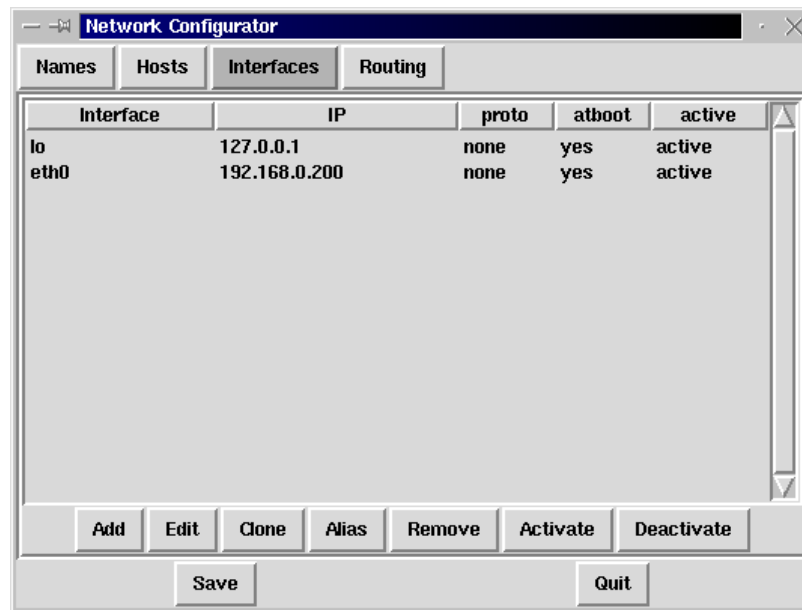 Network Configurator
Names Hosts Interfaces Routing
Interface IP proto atboot active
lo 127.0.0.1 none yes active
eth0 192.168.0.200 none yes active
Add Edit Clone Alias Remove Activate Deactivate
Save Quit